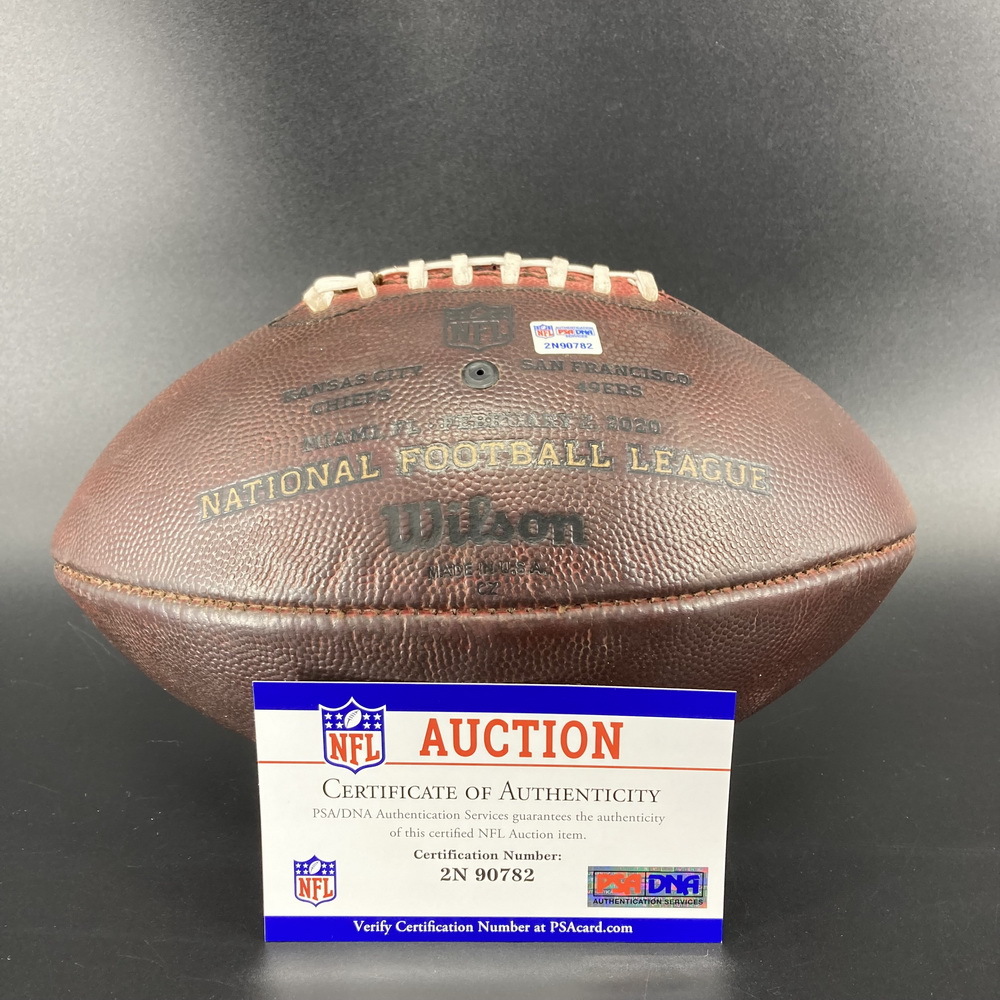 NFL
NFL PSA/DNA
2N90782
KANSAS CITY
CHIEFS
SAN FRANCISCO
49ERS
MIAMI, FL FEBRUARY 2, 2020
NATIONAL FOOTBALL LEAGUE
Wilson
MADE IN U.S.A.
CZ
NFL
AUCTION
CERTIFICATE OF AUTHENTICITY
PSA/DNA Authentication Services guarantees the authenticity
of this certified NFL Auction item.
Certification Number:
2N 90782
NFL
PSA DNA
AUTHENTICATION SERVICES
Verify Certification Number at PSAcard.com